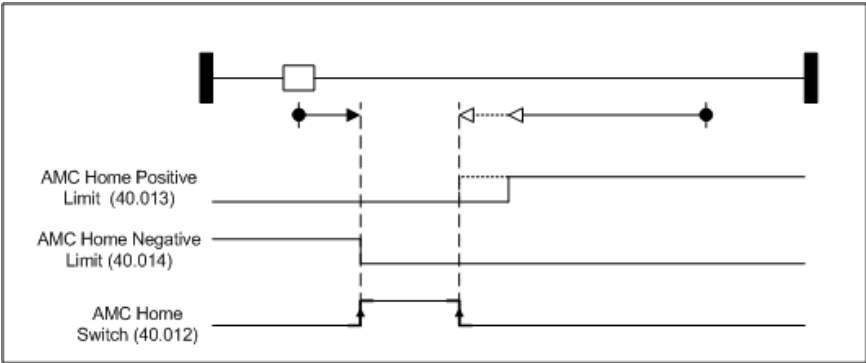 AMC Home Positive
Limit (40.013)
AMC Home Negative
Limit (40.014)
AMC Home
Switch (40.012)